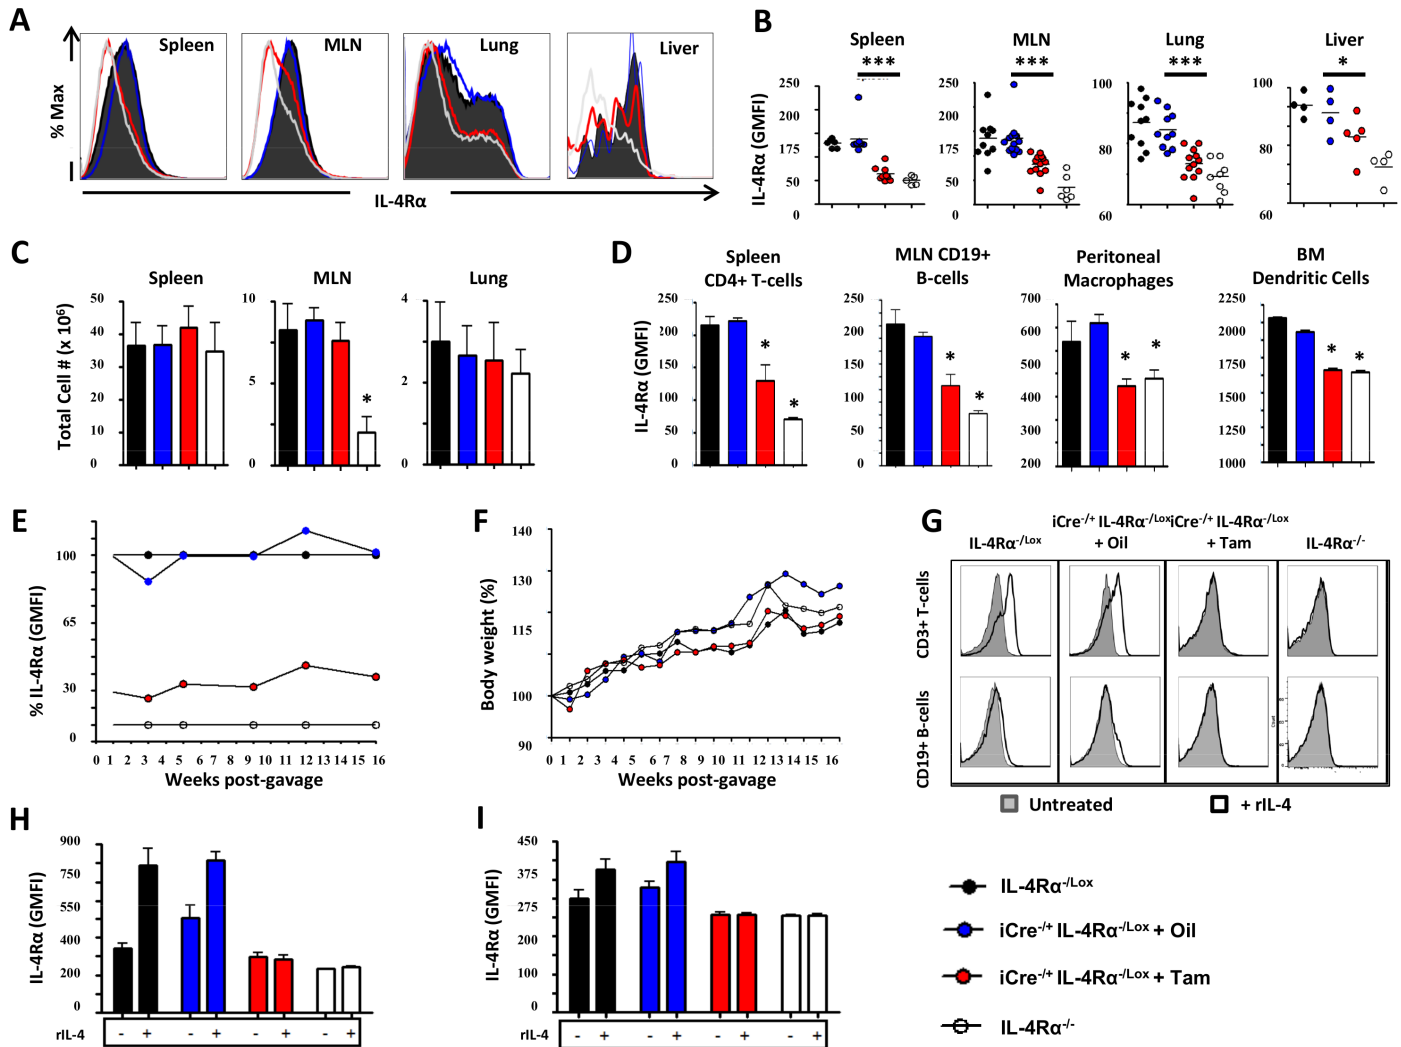 A
Spleen
MLN
Lung
Liver
% Max
IL-4Rα
B
Spleen
MLN
Lung
Liver
***
***
***
*
IL-4Rα (GMFI)
250
200
175
50
0
250
200
175
50
0
100
80
60
100
80
60
C
Spleen
MLN
Lung
Total Cell # (x 10⁶)
50
40
30
20
10
0
10
5
0
*
4
2
0
D
Spleen
CD4+ T-cells
MLN CD19+
B-cells
Peritoneal
Macrophages
BM
Dendritic Cells
IL-4Rα (GMFI)
250
200
150
100
50
0
* *
250
200
150
100
50
0
* *
700
600
500
400
300
200
* *
2250
2000
1750
1500
1250
1000
* *
E
% IL-4Rα (GMFI)
100
65
30
0
0 1 2 3 4 5 6 7 8 9 10 11 12 13 14 15 16
Weeks post-gavage
F
Body weight (%)
140
130
115
100
90
0 1 2 3 4 5 6 7 8 9 10 11 12 13 14 15 16
Weeks post-gavage
G
IL-4Rα-/Lox
iCre-/+ IL-4Rα-/Lox
+ Oil
iCre-/+ IL-4Rα-/Lox
+ Tam
IL-4Rα-/-
CD3+ T-cells
CD19+ B-cells
Untreated
+ rIL-4
H
IL-4Rα (GMFI)
900
750
550
400
200
0
rIL-4
- + - + - + - +
I
IL-4Rα (GMFI)
450
375
275
180
90
0
rIL-4
- + - + - + - +
IL-4Rα-/Lox
iCre-/+ IL-4Rα-/Lox + Oil
iCre-/+ IL-4Rα-/Lox + Tam
IL-4Rα-/-